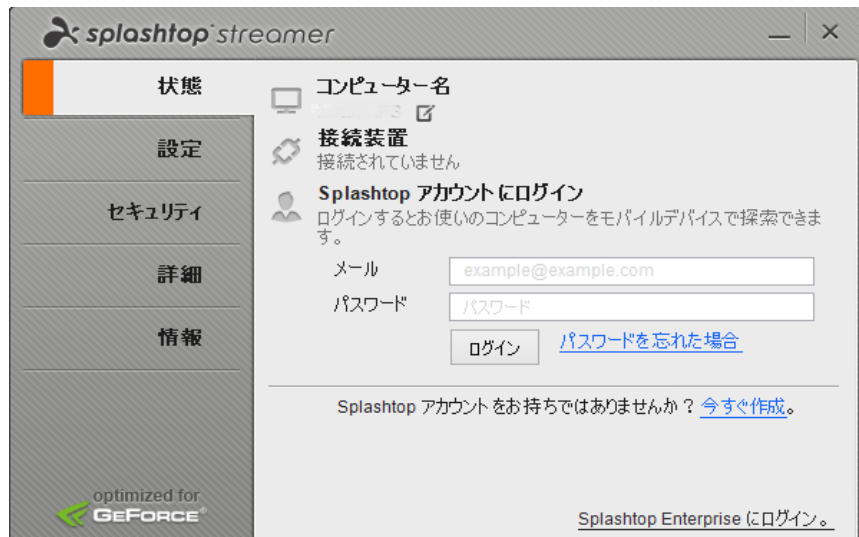 splashtop streamer
状態
設定
セキュリティ
詳細
情報
optimized for
GEFORCE
コンピューター名
接続装置
接続されていません
Splashtop アカウントにログイン
ログインするとお使いのコンピューターをモバイルデバイスで探索できま
す。
メール example@example.com
パスワード パスワード
ログイン パスワードを忘れた場合
Splashtop アカウントをお持ちではありませんか？ 今すぐ作成。
Splashtop Enterprise にログイン。